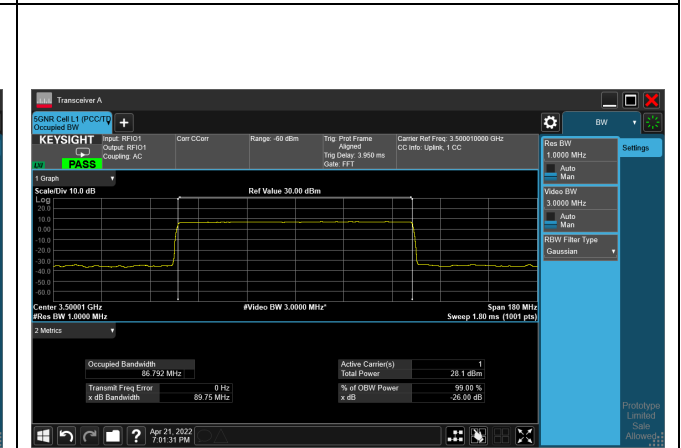 Transceiver A
5GNR Cell L1 (PCC/TD
Occupied BW
+
BW
KEYSIGHT
LXI
PASS
Input: RFIO1
Output: RFIO1
Coupling: AC
Corr CCorr
Range: -60 dBm
Trig: Prot Frame
Aligned
Trig Delay: 3.950 ms
Gate: FFT
Carrier Ref Freq: 3.500010000 GHz
CC Info: Uplink, 1 CC
Res BW
1.0000 MHz
Auto
Man
Video BW
3.0000 MHz
Auto
Man
RBW Filter Type
Gaussian
Settings
1 Graph
Scale/Div 10.0 dB
Ref Value 30.00 dBm
Log
20.0
10.0
0.00
-10.0
-20.0
-30.0
-40.0
-50.0
-60.0
Center 3.50001 GHz
#Video BW 3.0000 MHz*
Span 180 MHz
#Res BW 1.0000 MHz
Sweep 1.80 ms (1001 pts)
2 Metrics
Occupied Bandwidth
86.792 MHz
Active Carrier(s) 1
Total Power 28.1 dBm
Transmit Freq Error 0 Hz
x dB Bandwidth 89.75 MHz
% of OBW Power 99.00 %
x dB -26.00 dB
Prototype
Limited
Sale
Allowed
?
Apr 21, 2022
7:01:31 PM